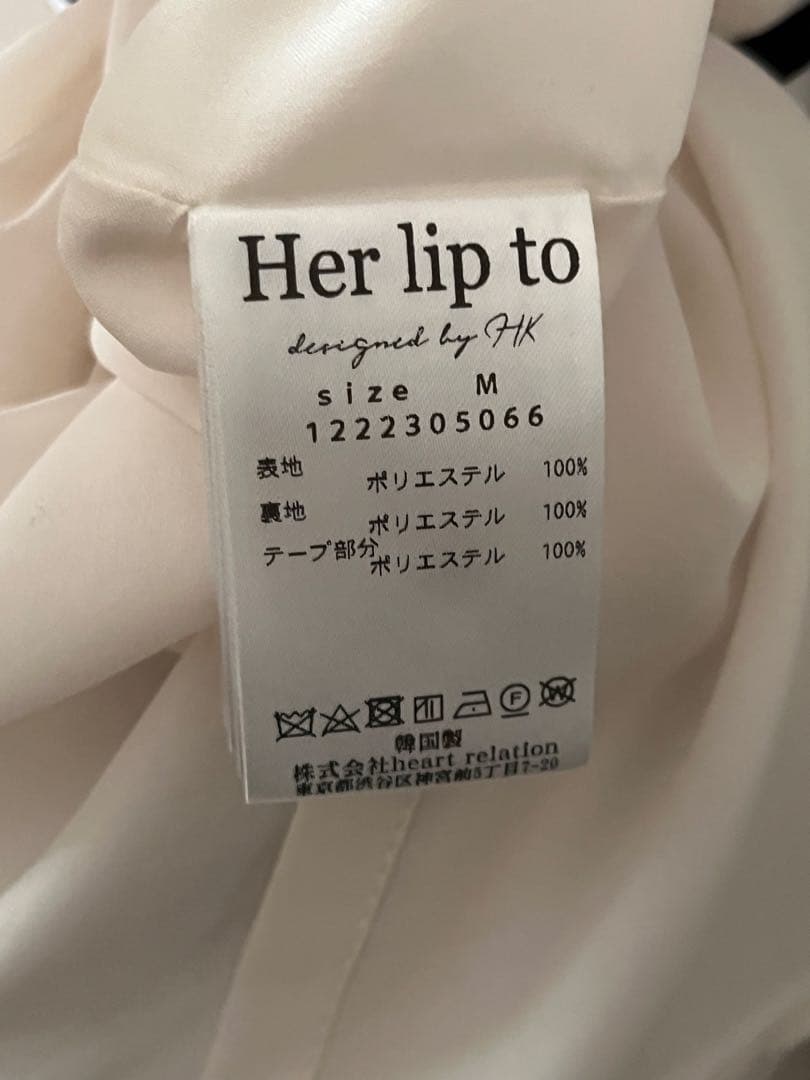 Her lip to
designed by HK
size M
1222305066
表地 ポリエステル 100%
裏地 ポリエステル 100%
テープ部分 ポリエステル 100%
F W
韓国製
株式会社heart relation
東京都渋谷区神宮前5丁目7-20